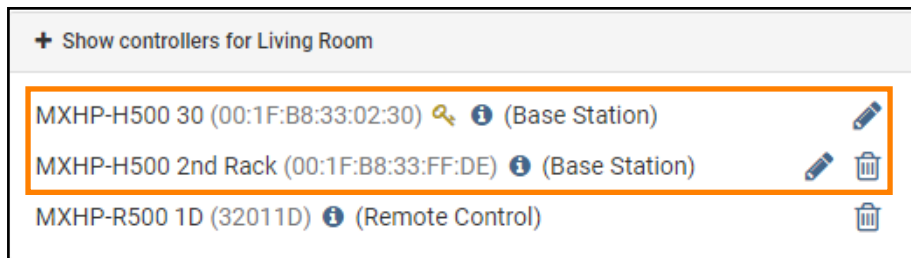 + Show controllers for Living Room
MXHP-H500 30 (00:1F:B8:33:02:30) (Base Station)
MXHP-H500 2nd Rack (00:1F:B8:33:FF:DE) (Base Station)
MXHP-R500 1D (32011D) (Remote Control)